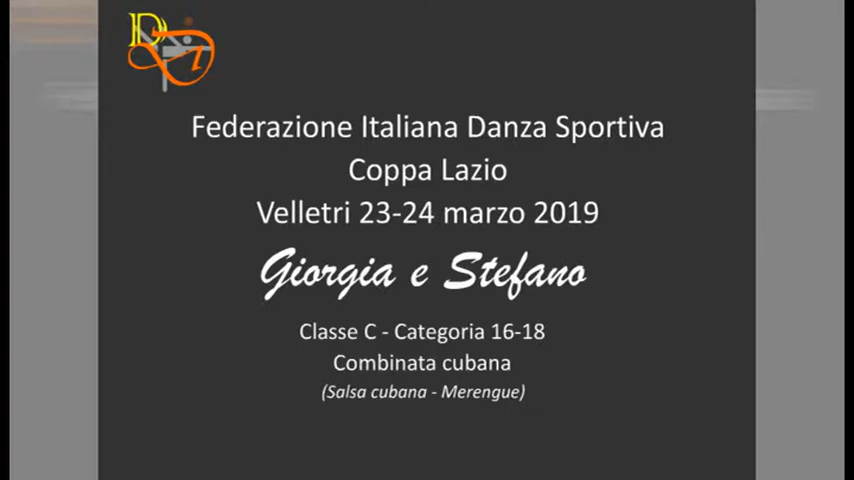 Federazione Italiana Danza Sportiva
Coppa Lazio
Velletri 23-24 marzo 2019
Giorgia e Stefano
Classe C - Categoria 16-18
Combinata cubana
(Salsa cubana - Merengue)